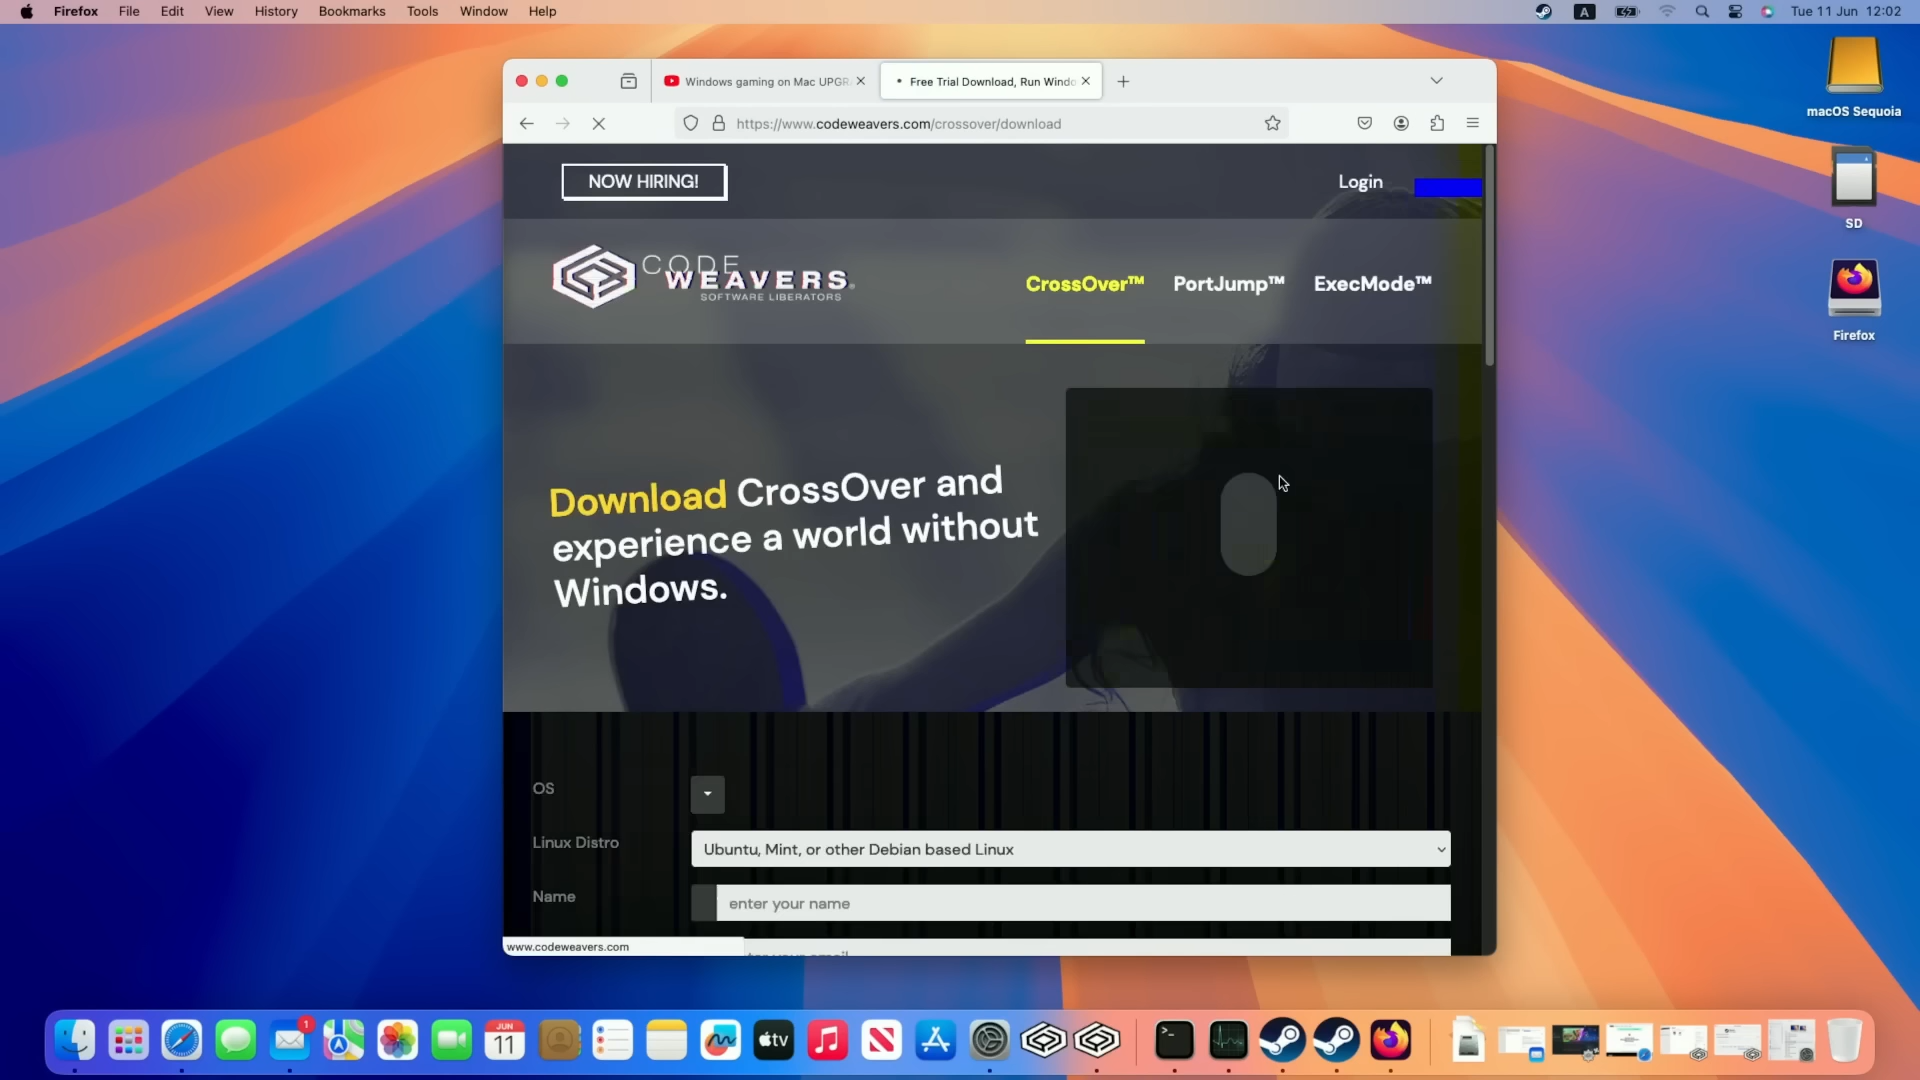 Firefox File Edit View History Bookmarks Tools Window Help
A
Tue 11 Jun 12:02
Windows gaming on Mac UPGR
Free Trial Download, Run Windo
https://www.codeweavers.com/crossover/download
macOS Sequoia
SD
Firefox
NOW HIRING!
Login
CODE
WEAVERS
SOFTWARE LIBERATORS
CrossOver™ PortJump™ ExecMode™
Download CrossOver and
experience a world without
Windows.
OS
Linux Distro
Ubuntu, Mint, or other Debian based Linux
Name
enter your name
www.codeweavers.com
1
JUN
11
tv